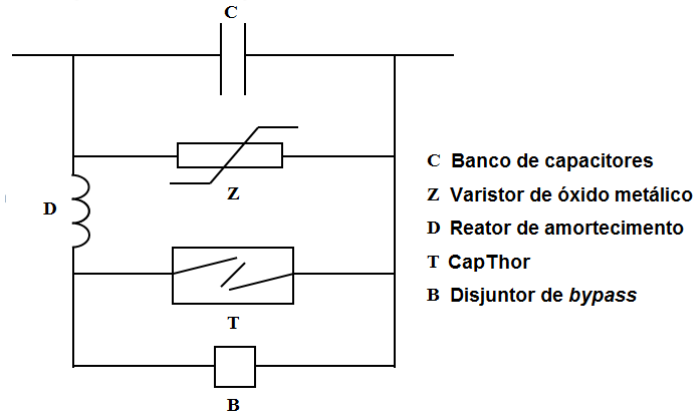 C
Z
D
T
B
C Banco de capacitores
Z Varistor de óxido metálico
D Reator de amortecimento
T CapThor
B Disjuntor de bypass